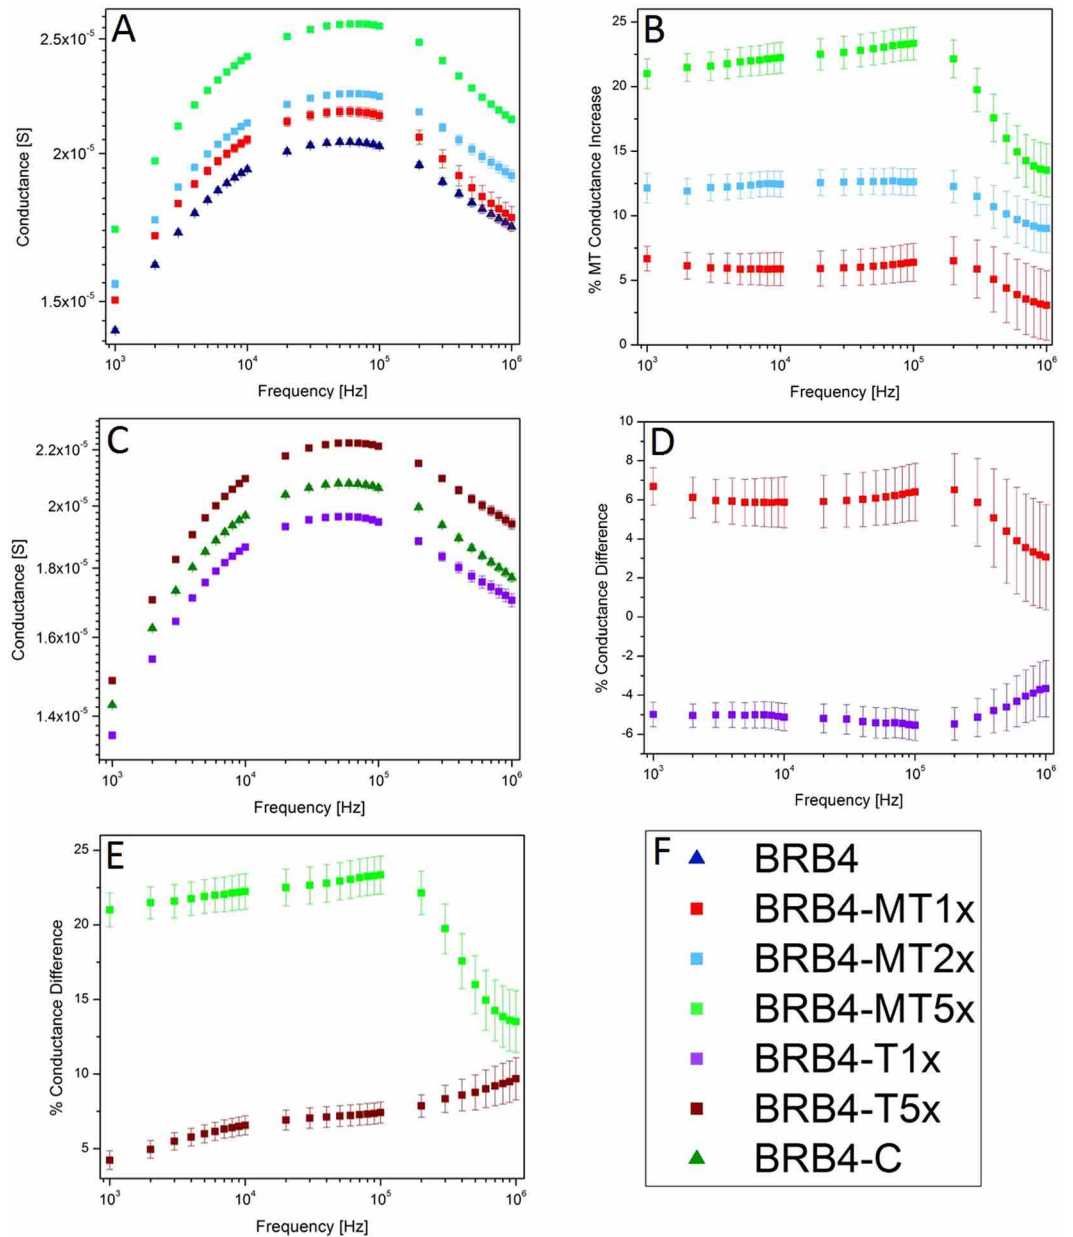 A
2.5x10⁻⁵
2x10⁻⁵
1.5x10⁻⁵
Conductance [S]
10³ 10⁴ 10⁵ 10⁶
Frequency [Hz]
B
25
20
15
10
5
0
% MT Conductance Increase
10³ 10⁴ 10⁵ 10⁶
Frequency [Hz]
C
2.2x10⁻⁵
2x10⁻⁵
1.8x10⁻⁵
1.6x10⁻⁵
1.4x10⁻⁵
Conductance [S]
10³ 10⁴ 10⁵ 10⁶
Frequency [Hz]
D
10
8
6
4
2
0
-2
-4
-6
% Conductance Difference
10³ 10⁴ 10⁵ 10⁶
Frequency [Hz]
E
25
20
15
10
5
% Conductance Difference
10³ 10⁴ 10⁵ 10⁶
Frequency [Hz]
F
BRB4
BRB4-MT1x
BRB4-MT2x
BRB4-MT5x
BRB4-T1x
BRB4-T5x
BRB4-C